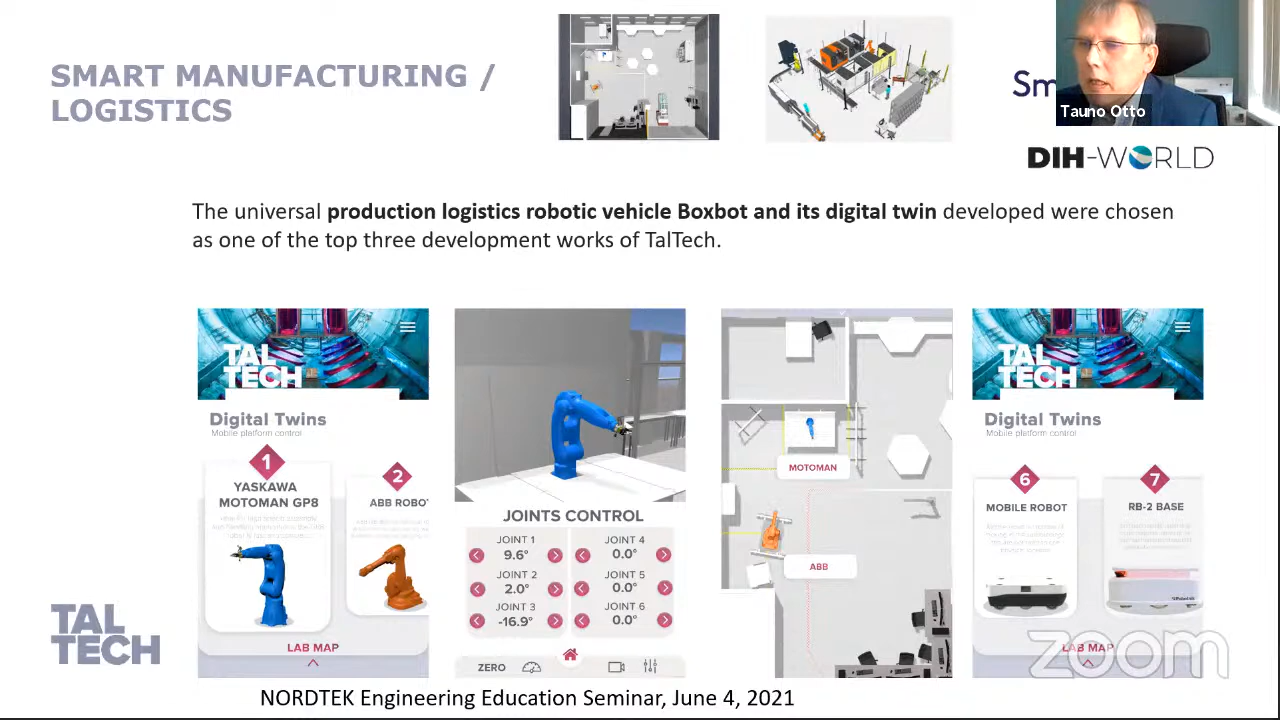 SMART MANUFACTURING /
LOGISTICS
Sm
Tauno Otto
DIH-WORLD
The universal production logistics robotic vehicle Boxbot and its digital twin developed were chosen
as one of the top three development works of TalTech.
TAL
TECH
Digital Twins
Mobile platform control
1
YASKAWA
MOTOMAN GP8
2
ABB ROBO
LAB MAP
JOINTS CONTROL
JOINT 1
9.6°
JOINT 4
0.0°
JOINT 2
2.0°
JOINT 5
0.0°
JOINT 3
-16.9°
JOINT 6
0.0°
ZERO
MOTOMAN
ABB
TAL
TECH
Digital Twins
Mobile platform control
6
MOBILE ROBOT
7
RB-2 BASE
LAB MAP
TAL
TECH
zoom
NORDTEK Engineering Education Seminar, June 4, 2021